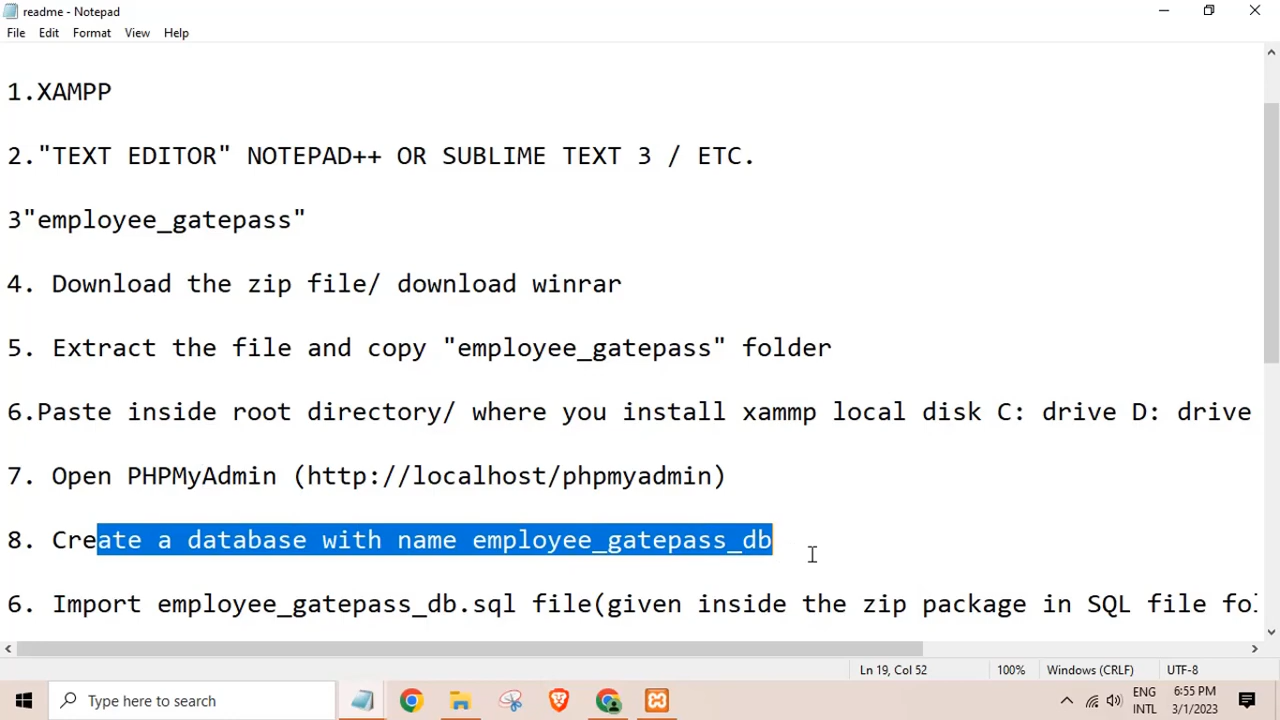 readme - Notepad
File Edit Format View Help
1.XAMPP
2."TEXT EDITOR" NOTEPAD++ OR SUBLIME TEXT 3 / ETC.
3"employee_gatepass"
4. Download the zip file/ download winrar
5. Extract the file and copy "employee_gatepass" folder
6.Paste inside root directory/ where you install xammp local disk C: drive D: drive
7. Open PHPMyAdmin (http://localhost/phpmyadmin)
8. Create a database with name employee_gatepass_db
6. Import employee_gatepass_db.sql file(given inside the zip package in SQL file fol
Ln 19, Col 52 100% Windows (CRLF) UTF-8
Type here to search
ENG
INTL
6:55 PM
3/1/2023